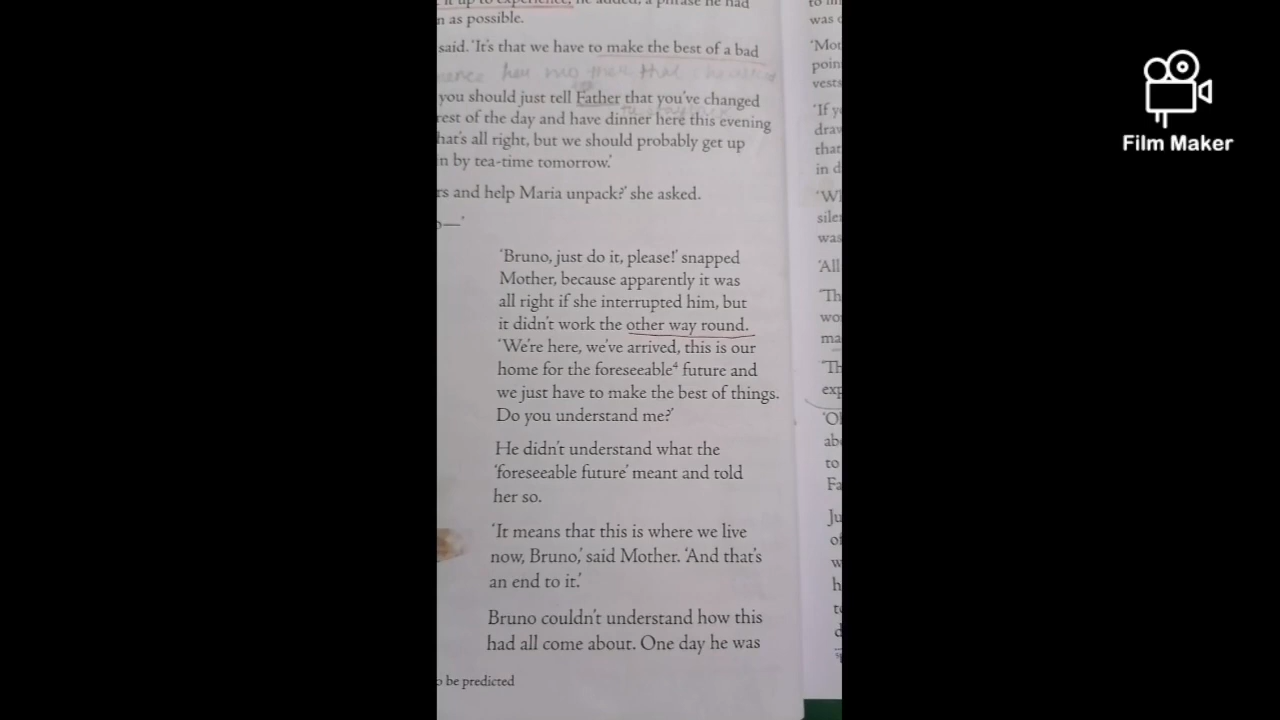 it up to experience, he added, a phrase he had
n as possible.
said. 'It's that we have to make the best of a bad
you should just tell Father that you've changed
rest of the day and have dinner here this evening
hat's all right, but we should probably get up
n by tea-time tomorrow.'
rs and help Maria unpack?' she asked.
o—'
'Bruno, just do it, please!' snapped
Mother, because apparently it was
all right if she interrupted him, but
it didn't work the other way round.
'We're here, we've arrived, this is our
home for the foreseeable⁴ future and
we just have to make the best of things.
Do you understand me?'
He didn't understand what the
'foreseeable future' meant and told
her so.
'It means that this is where we live
now, Bruno,' said Mother. 'And that's
an end to it.'
Bruno couldn't understand how this
had all come about. One day he was
o be predicted
was
'Mot
poin
vests
'If y
draw
that
in d
'Wh
siler
was
'All
'Th
wo
ma
'Th
exp
'Ol
ab
to
Fa
Ju
of
w
h
to
d
Film Maker